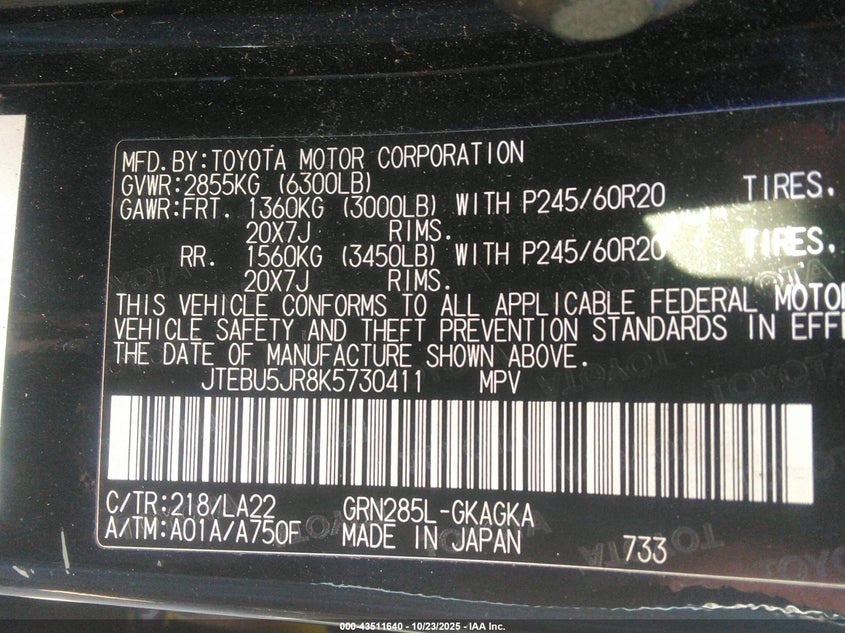 MFD.BY:TOYOTA MOTOR CORPORATION
GVWR:2855KG (6300LB)
GAWR:FRT. 1360KG (3000LB) WITH P245/60R20 TIRES,
20X7J RIMS.
RR. 1560KG (3450LB) WITH P245/60R20 TIRES,
20X7J RIMS.
THIS VEHICLE CONFORMS TO ALL APPLICABLE FEDERAL MOTO
VEHICLE SAFETY AND THEFT PREVENTION STANDARDS IN EFF
THE DATE OF MANUFACTURE SHOWN ABOVE.
JTEBU5JR8K5730411 MPV
C/TR:218/LA22 GRN285L-GKAGKA
A/TM:A01A/A750F MADE IN JAPAN 733
000-43511640 - 10/23/2025 - IAA Inc.